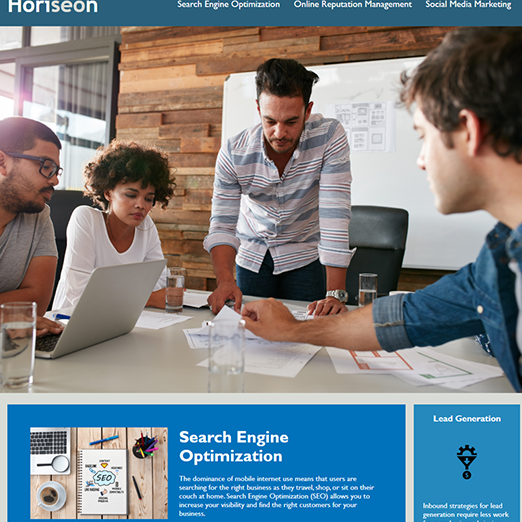 Horiseon
Search Engine Optimization Online Reputation Management Social Media Marketing
Search Engine
Optimization
The dominance of mobile internet use means that users are
searching for the right business as they travel, shop, or sit on their
couch at home. Search Engine Optimization (SEO) allows you to
increase your visibility and find the right customers for your
business.
SEO
Lead Generation
Inbound strategies for lead
generation require less work